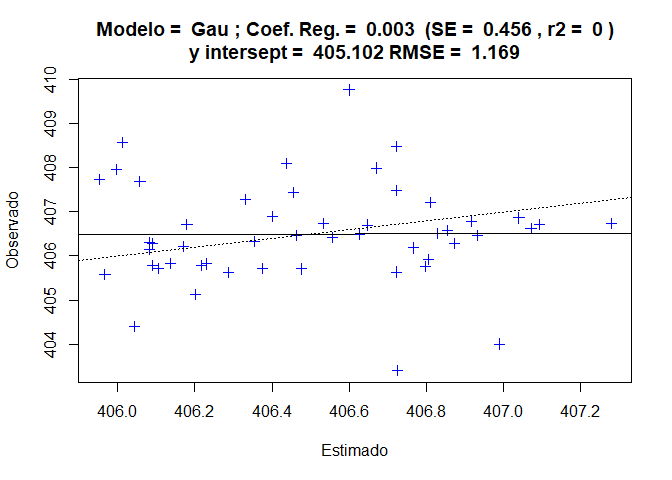 Modelo = Gau ; Coef. Reg. = 0.003 (SE = 0.456 , r2 = 0 )
y intersept = 405.102 RMSE = 1.169
410
409
408
407
406
405
404
Observado
406.0 406.2 406.4 406.6 406.8 407.0 407.2
Estimado